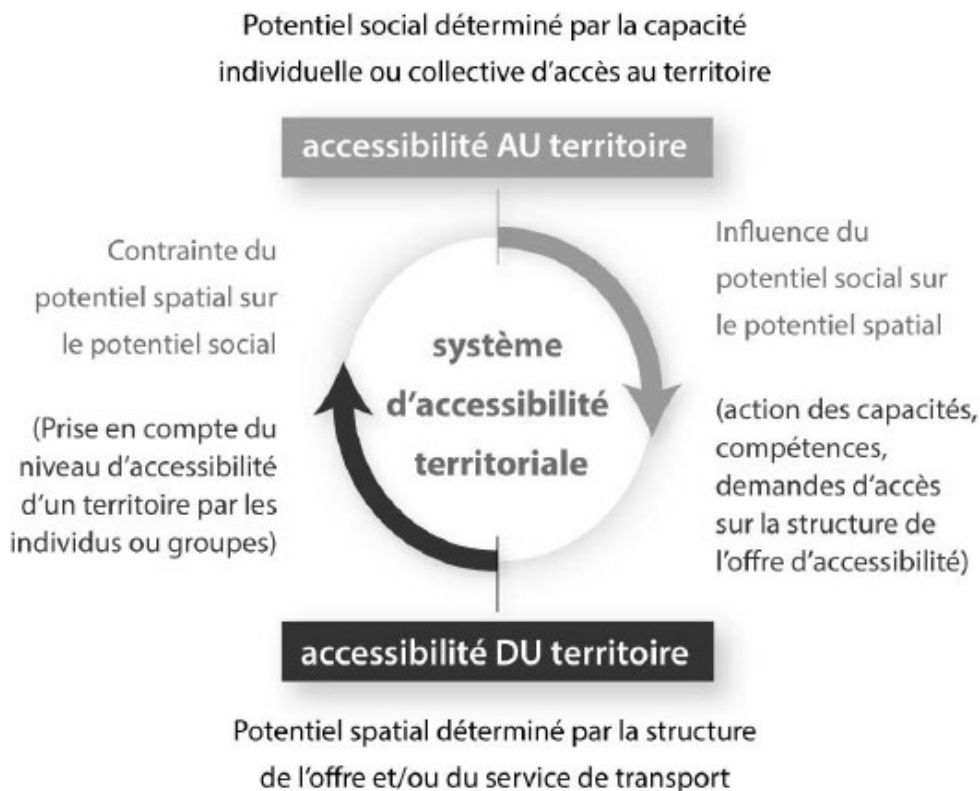 Potentiel social déterminé par la capacité
individuelle ou collective d’accès au territoire
accessibilité AU territoire
Contrainte du
potentiel spatial sur
le potentiel social
(Prise en compte du
niveau d’accessibilité
d’un territoire par les
individus ou groupes)
système
d’accessibilité
territoriale
Influence du
potentiel social sur
le potentiel spatial
(action des capacités,
compétences,
demandes d’accès
sur la structure de
l’offre d’accessibilité)
accessibilité DU territoire
Potentiel spatial déterminé par la structure
de l’offre et/ou du service de transport